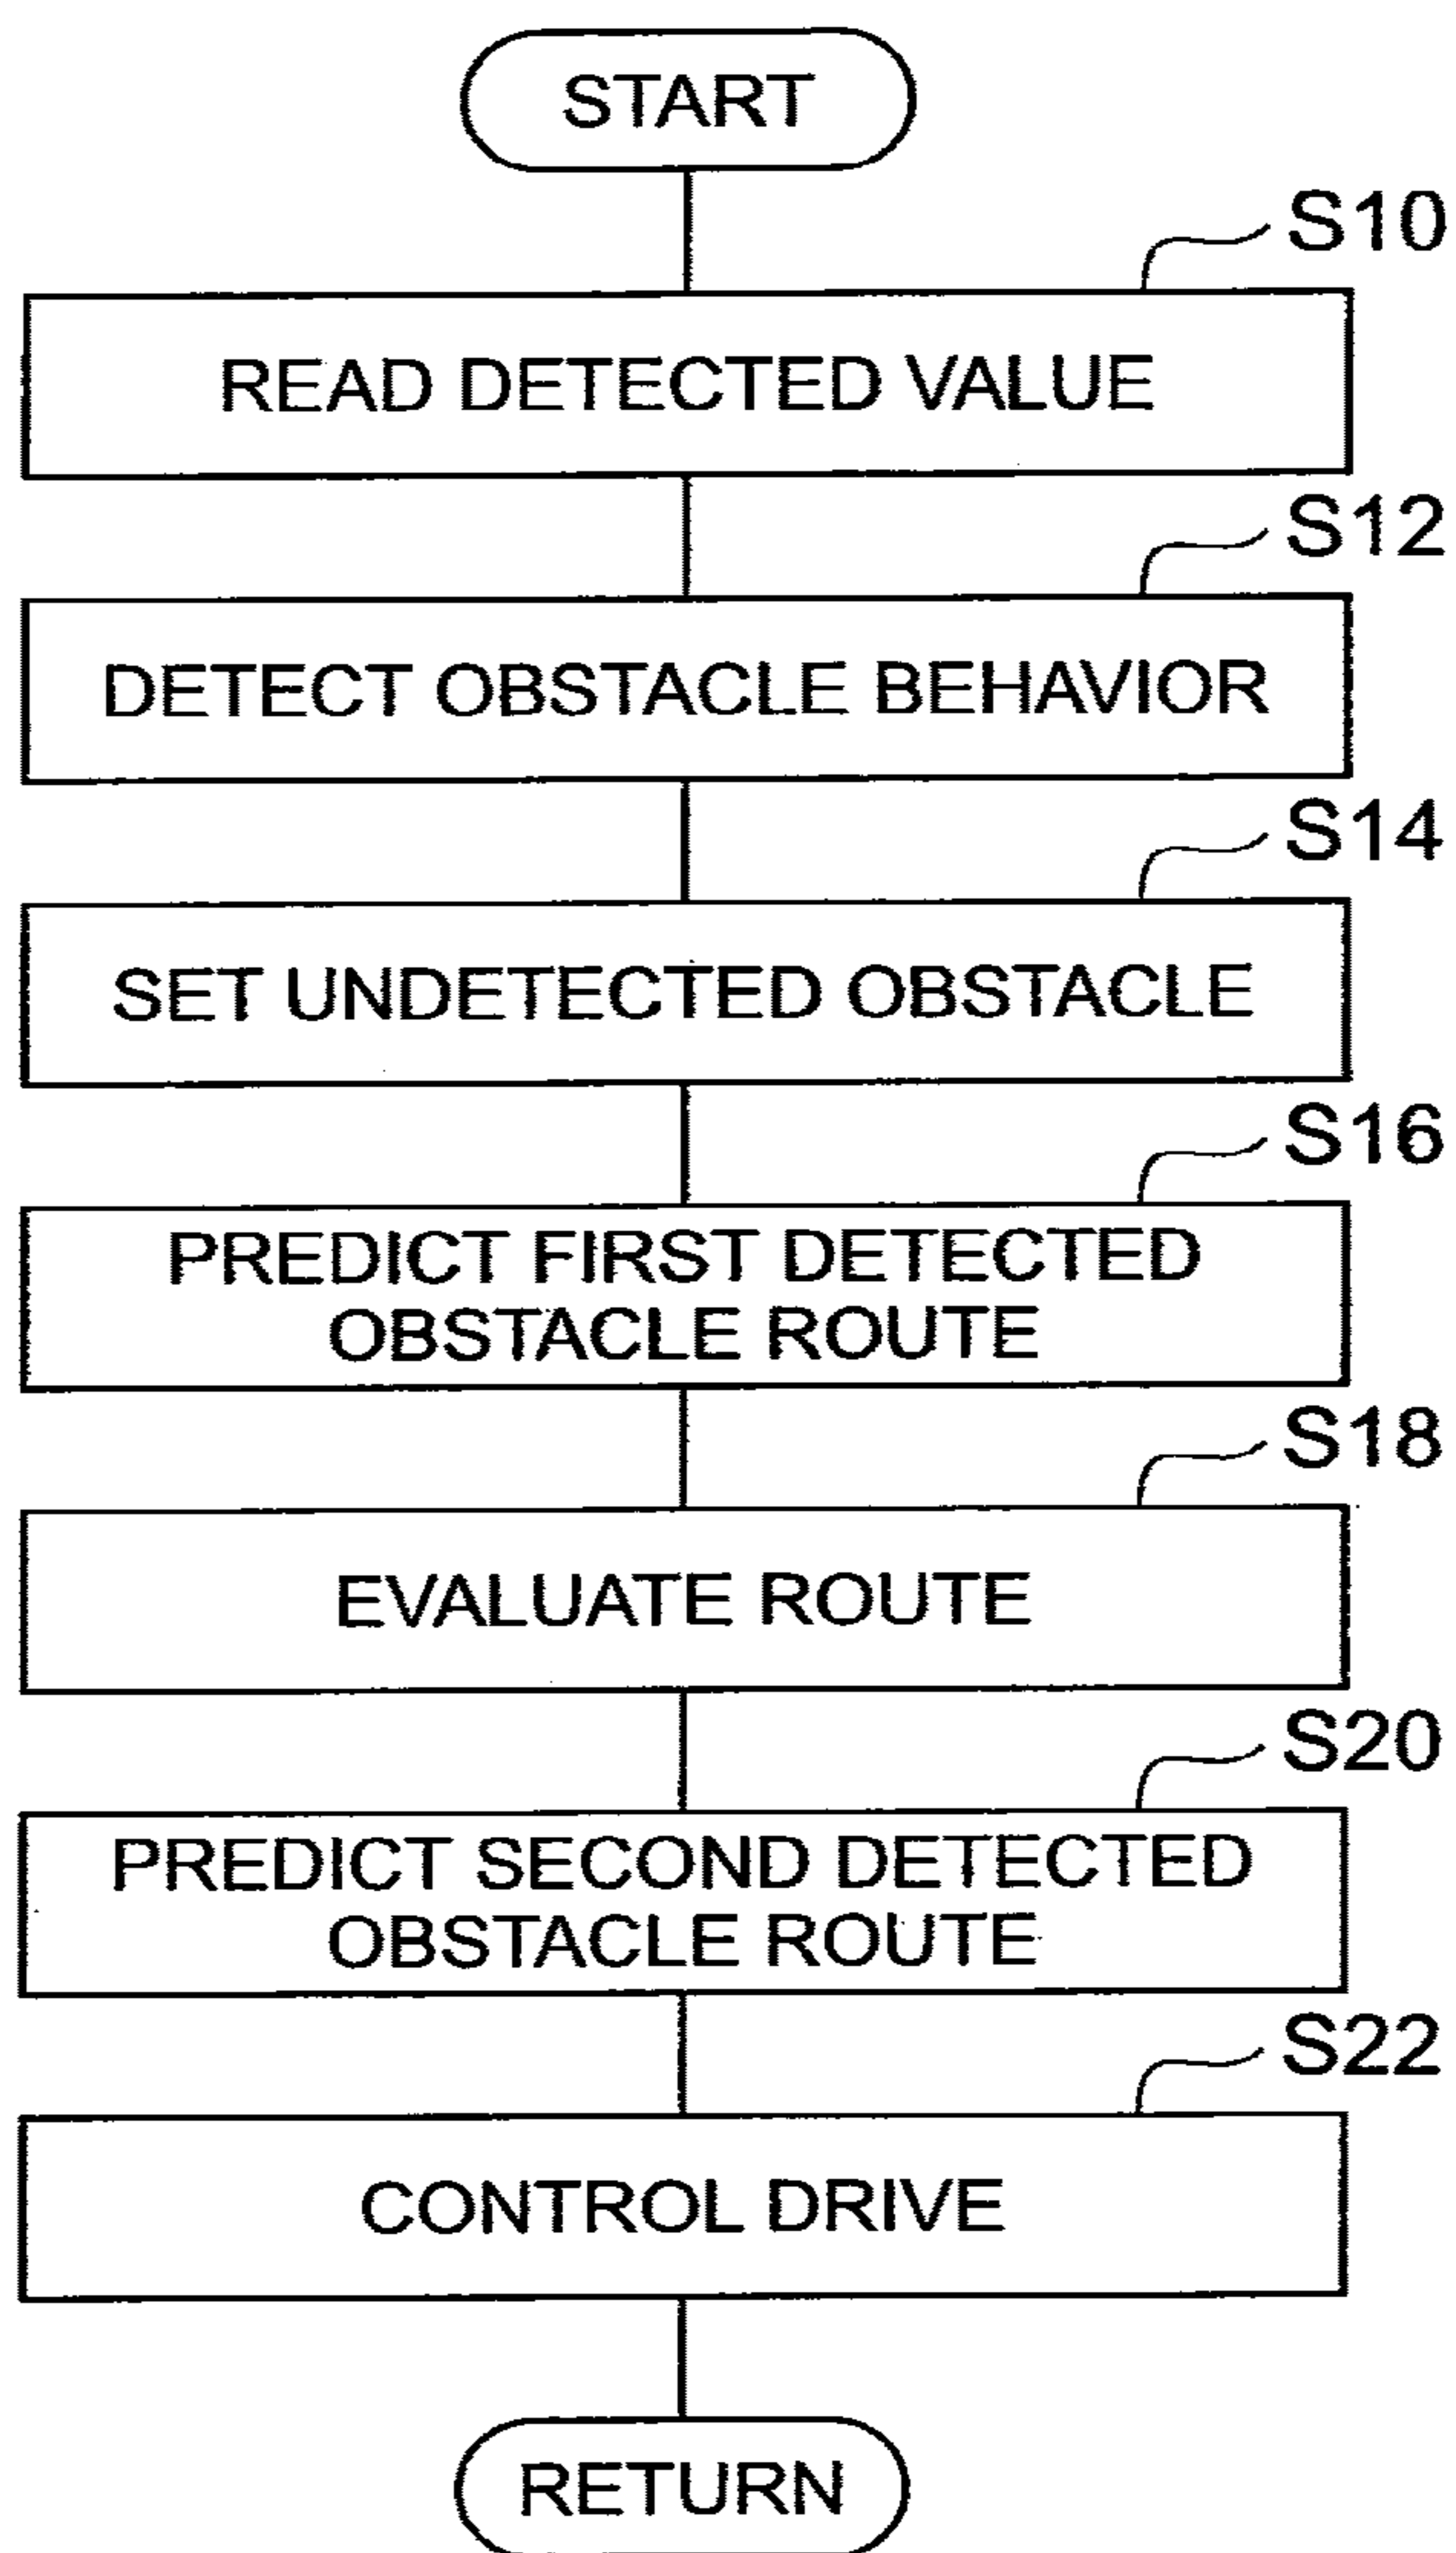 START
S10
READ DETECTED VALUE
S12
DETECT OBSTACLE BEHAVIOR
S14
SET UNDETECTED OBSTACLE
S16
PREDICT FIRST DETECTED
OBSTACLE ROUTE
S18
EVALUATE ROUTE
S20
PREDICT SECOND DETECTED
OBSTACLE ROUTE
S22
CONTROL DRIVE
RETURN